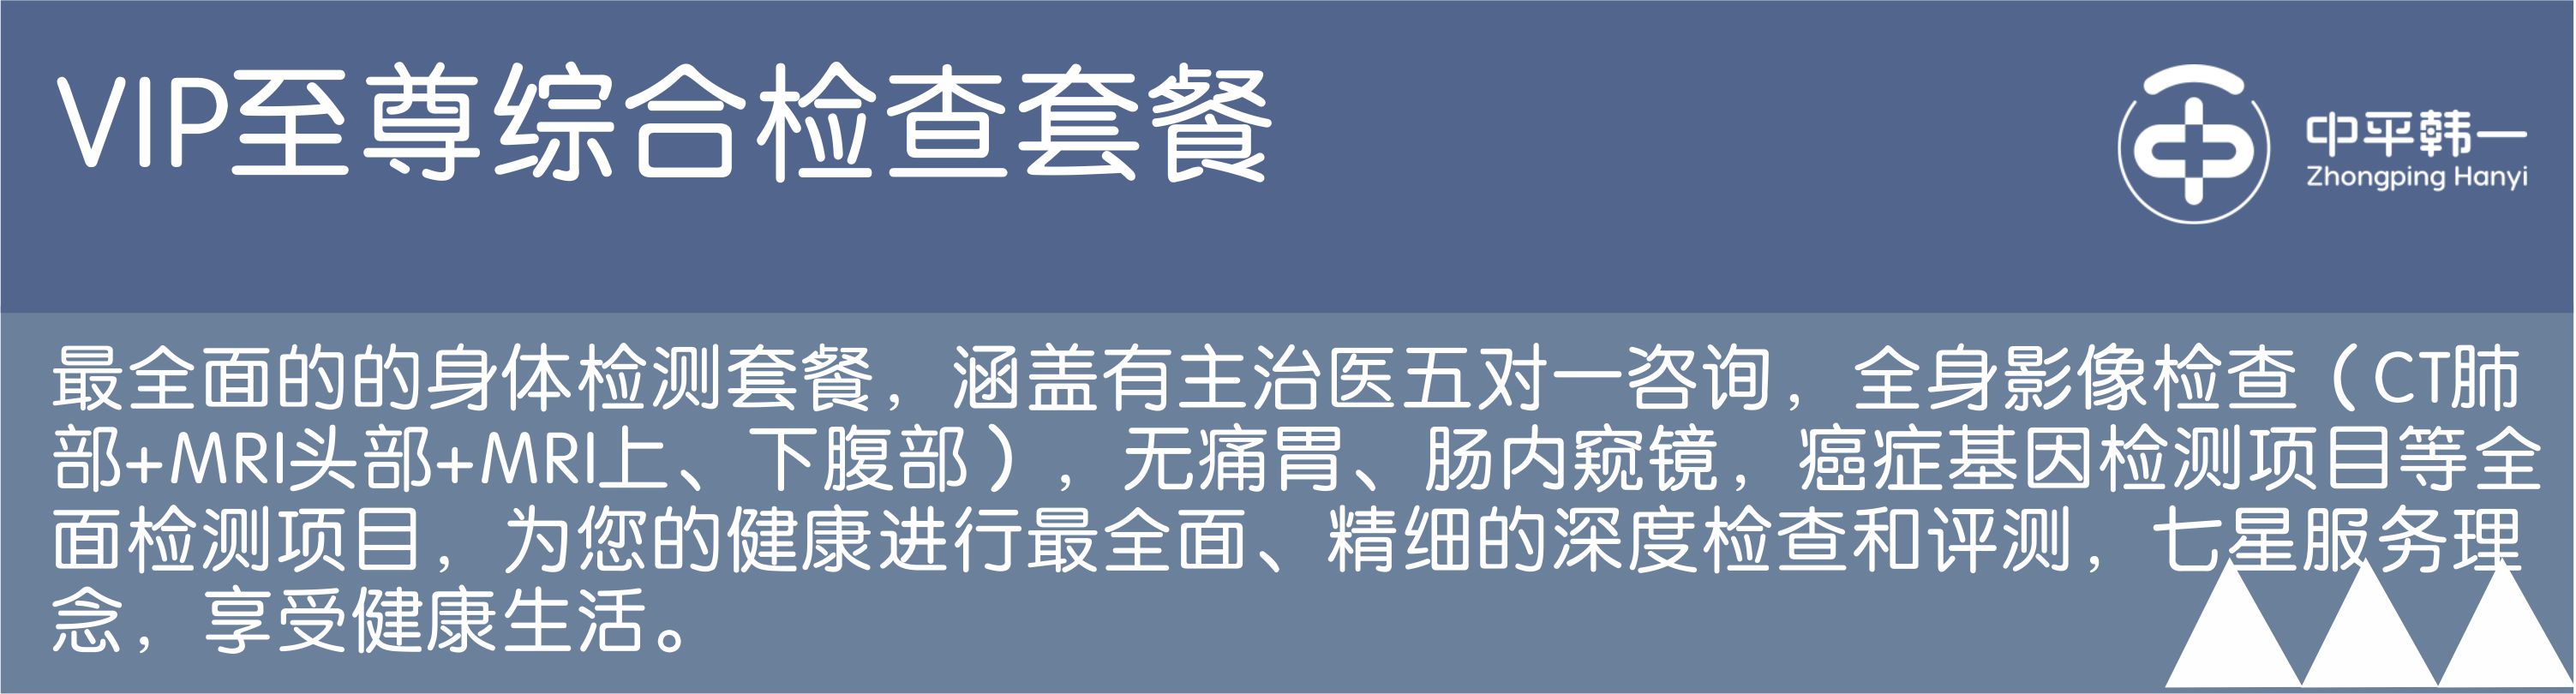 VIP至尊综合检查套餐
中平韩一
Zhongping Hanyi
最全面的的身体检测套餐，涵盖有主治医五对一咨询，全身影像检查（CT肺
部+MRI头部+MRI上、下腹部），无痛胃、肠内窥镜，癌症基因检测项目等全
面检测项目，为您的健康进行最全面、精细的深度检查和评测，七星服务理
念，享受健康生活。